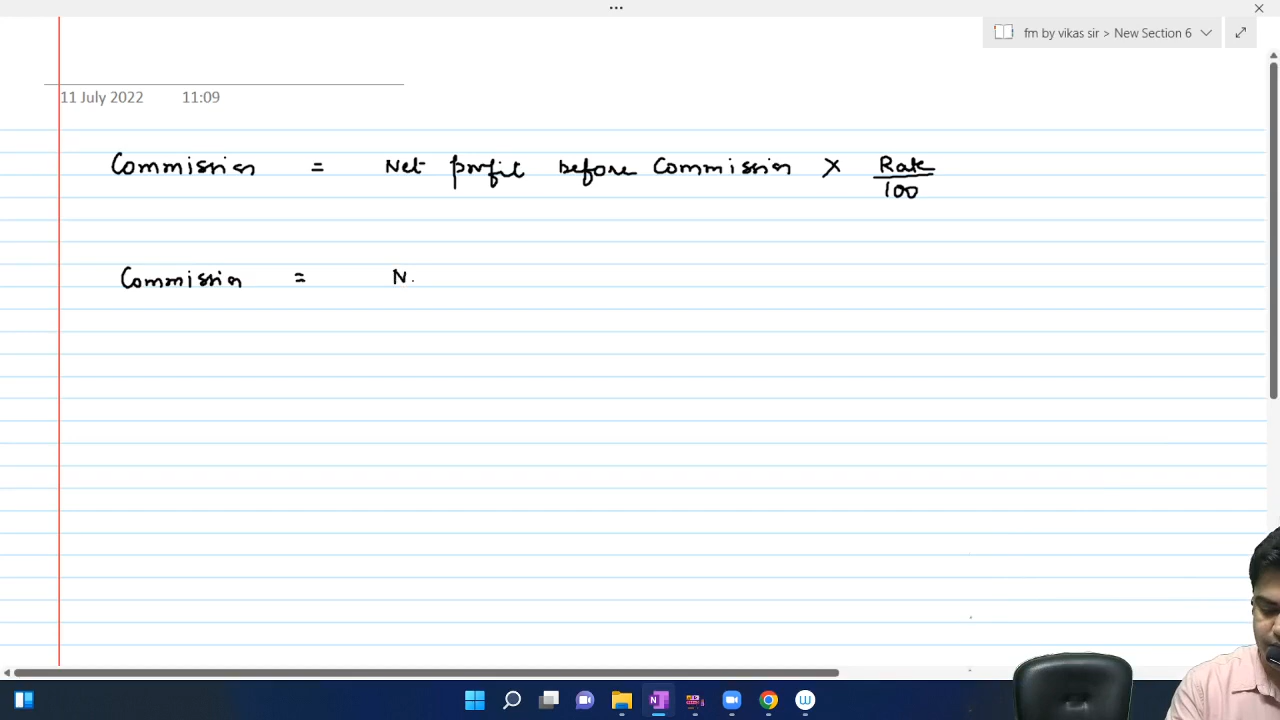 fm by vikas sir > New Section 6
11 July 2022 11:09
Commission = Net profit before Commission X Rate
100
Commission = N.